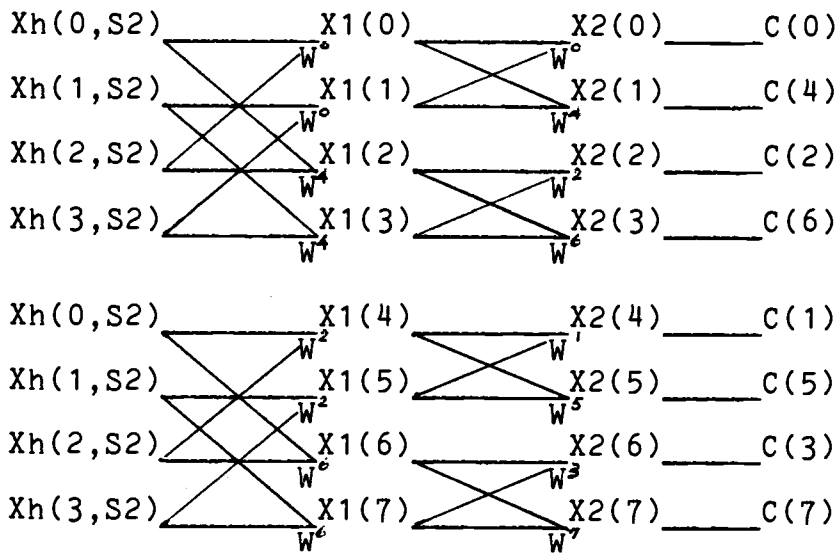 Xh(0,S2) X1(0) X2(0) C(0)
W⁰ W⁰
Xh(1,S2) X1(1) X2(1) C(4)
W⁰ W⁴
Xh(2,S2) X1(2) X2(2) C(2)
W⁴ W²
Xh(3,S2) X1(3) X2(3) C(6)
W⁴ W⁶
Xh(0,S2) X1(4) X2(4) C(1)
W² W¹
Xh(1,S2) X1(5) X2(5) C(5)
W² W⁵
Xh(2,S2) X1(6) X2(6) C(3)
W⁶ W³
Xh(3,S2) X1(7) X2(7) C(7)
W⁶ W⁷